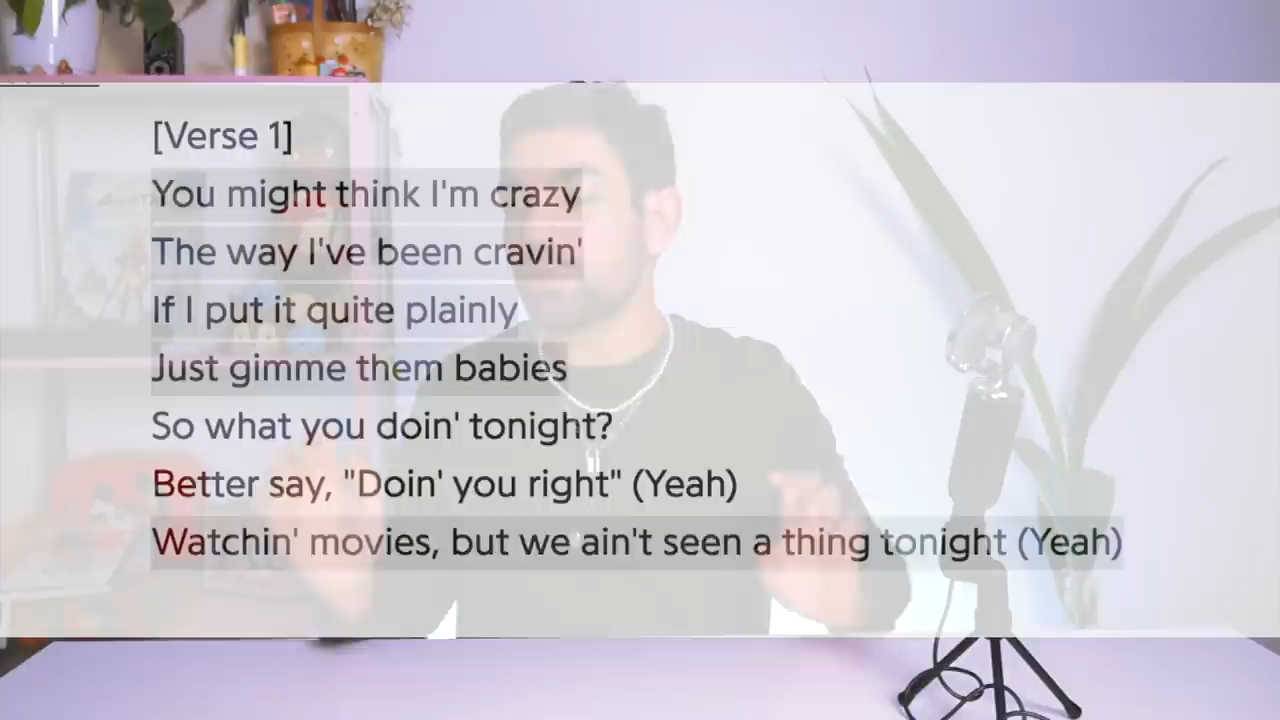 [Verse 1]
You might think I'm crazy
The way I've been cravin'
If I put it quite plainly
Just gimme them babies
So what you doin' tonight?
Better say, "Doin' you right" (Yeah)
Watchin' movies, but we ain't seen a thing tonight (Yeah)